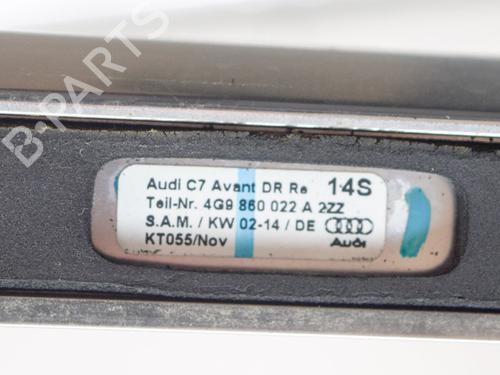 B-PARTS
Audi C7 Avant DR Re 14S
Teil-Nr. 4G9 860 022 A 2ZZ
S.A.M. / KW 02-14 / DE
KT055/Nov Audi